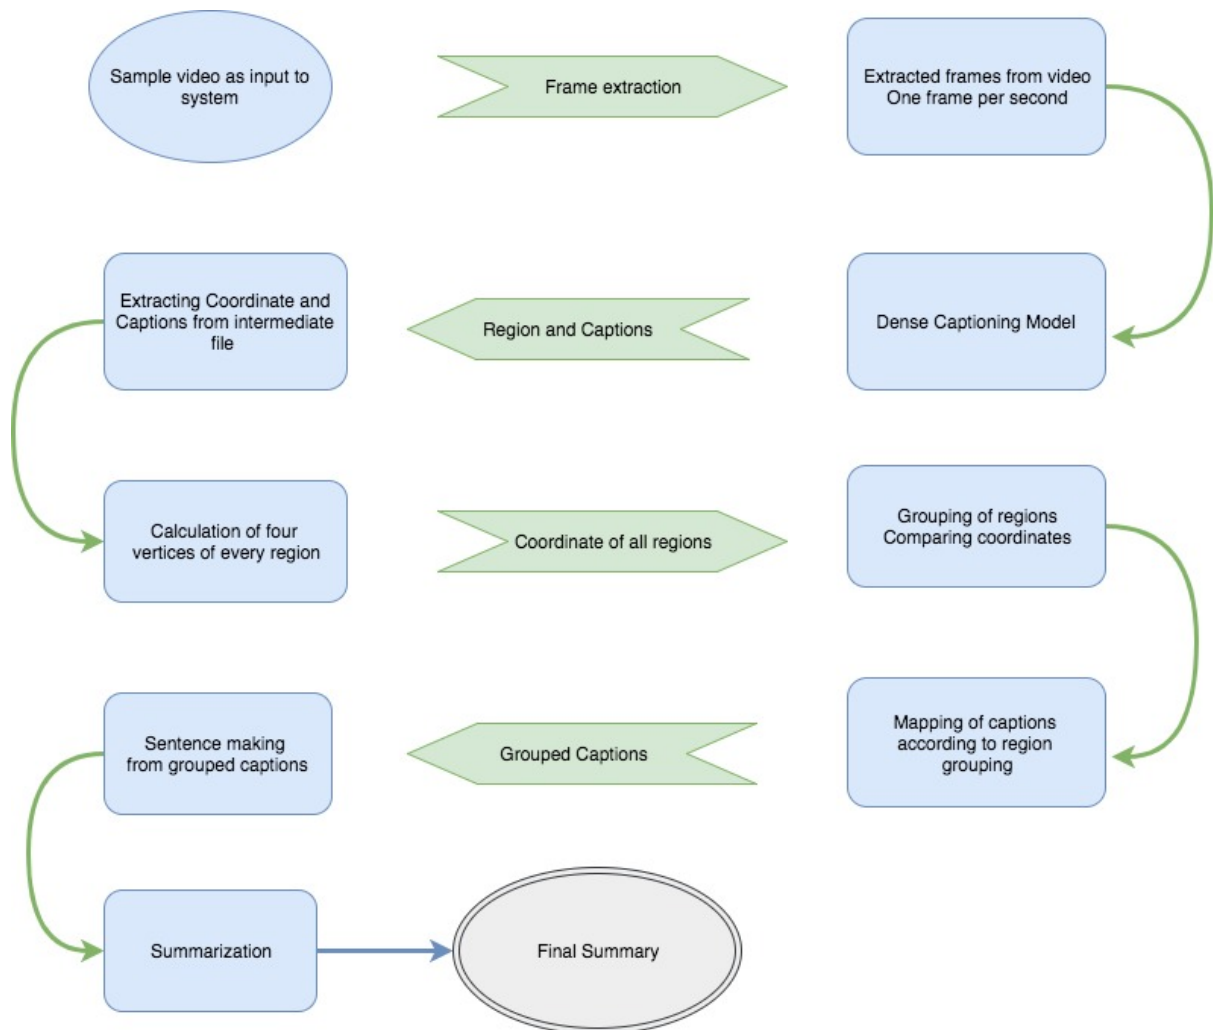 Sample video as input to
system
Frame extraction
Extracted frames from video
One frame per second
Extracting Coordinate and
Captions from intermediate
file
Region and Captions
Dense Captioning Model
Calculation of four
vertices of every region
Coordinate of all regions
Grouping of regions
Comparing coordinates
Sentence making
from grouped captions
Grouped Captions
Mapping of captions
according to region
grouping
Summarization
Final Summary